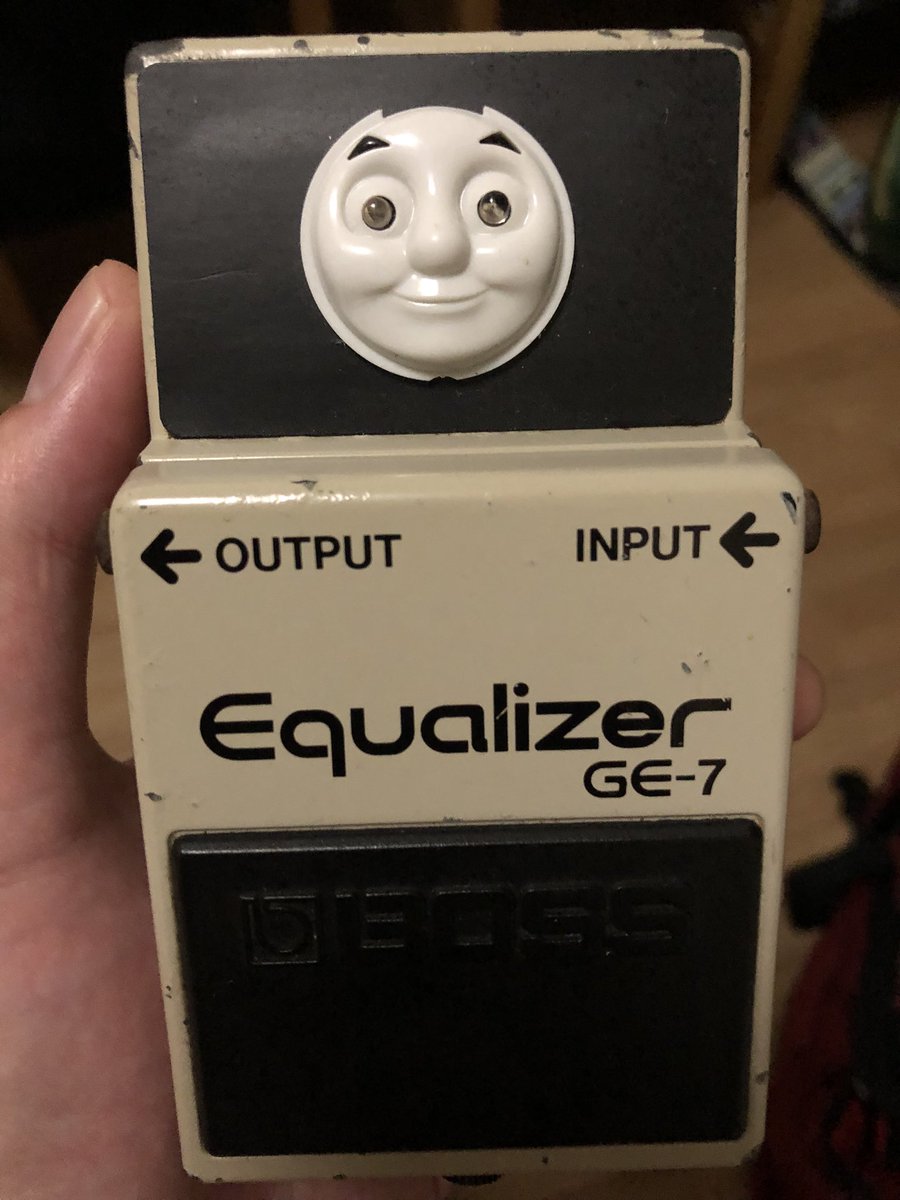 ← OUTPUT INPUT ←
Equalizer
GE-7
BOSS